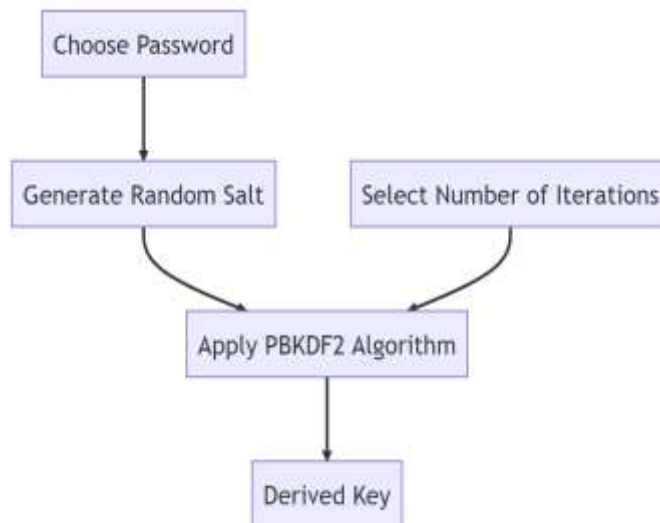 Choose Password
Generate Random Salt
Select Number of Iterations
Apply PBKDF2 Algorithm
Derived Key